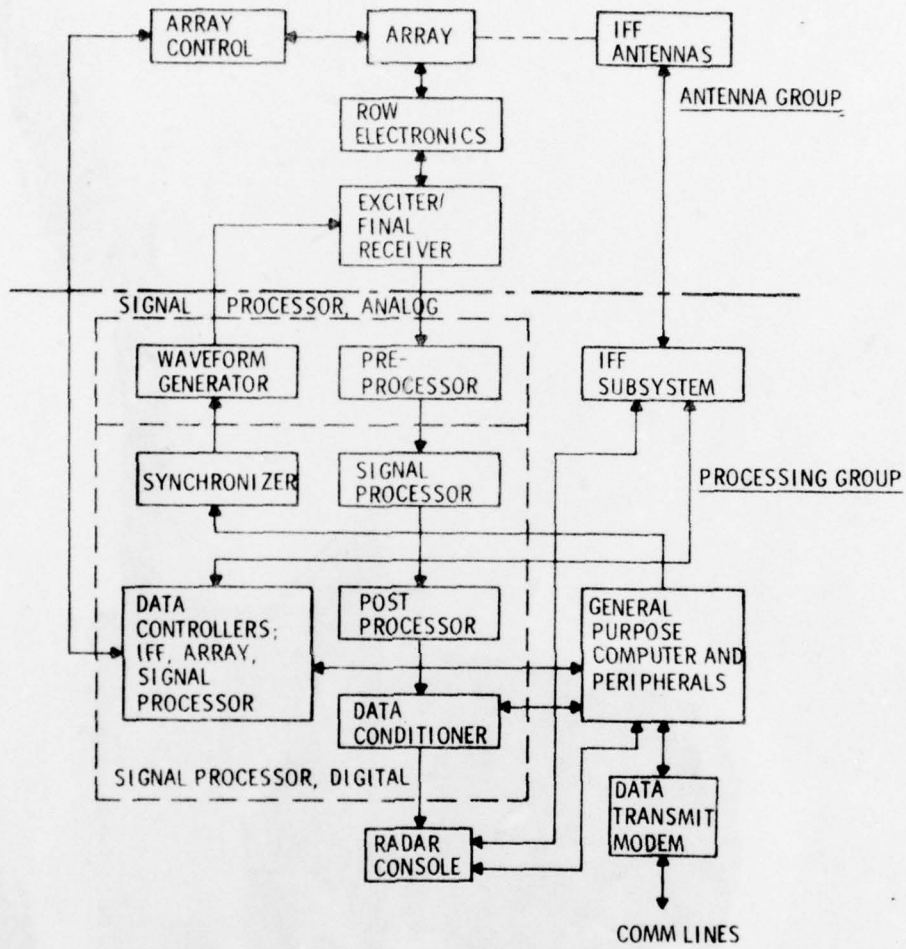 ARRAY
CONTROL
ARRAY
IFF
ANTENNAS
ANTENNA GROUP
ROW
ELECTRONICS
EXCITER/
FINAL
RECEIVER
SIGNAL PROCESSOR, ANALOG
WAVEFORM
GENERATOR
PRE-
PROCESSOR
IFF
SUBSYSTEM
SYNCHRONIZER
SIGNAL
PROCESSOR
PROCESSING GROUP
DATA
CONTROLLERS;
IFF, ARRAY,
SIGNAL
PROCESSOR
POST
PROCESSOR
GENERAL
PURPOSE
COMPUTER AND
PERIPHERALS
DATA
CONDITIONER
SIGNAL PROCESSOR, DIGITAL
DATA
TRANSMIT
MODEM
RADAR
CONSOLE
COMM LINES